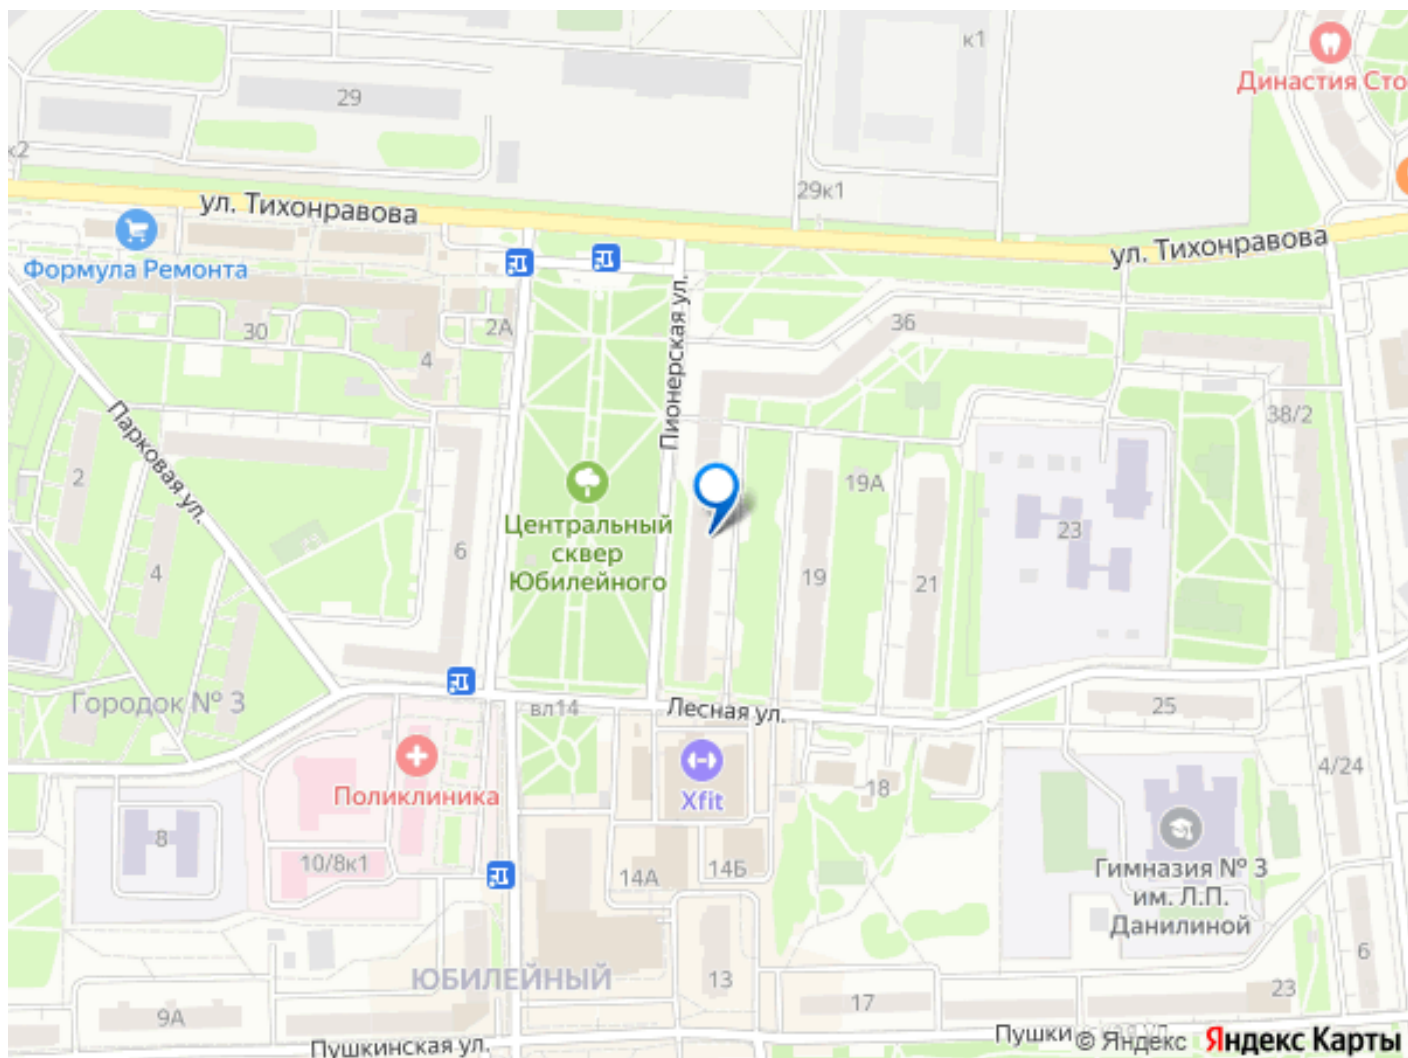 к1
Династия Сто
29
к2
29к1
ул. Тихонравова
ул. Тихонравова
Формула Ремонта
Пионерская ул.
30
2А
4
36
38/2
Парковая ул.
2
19А
Центральный
сквер
Юбилейного
23
6
4
19
21
Городок № 3
вл14
Лесная ул.
25
Поликлиника
Xfit
18
4/24
8
10/8к1
14А
14Б
Гимназия № 3
им. Л.П.
Данилиной
ЮБИЛЕЙНЫЙ
13
17
23
6
9А
Пушкинская ул.
Пушки
© Яндекс Яндекс Карты